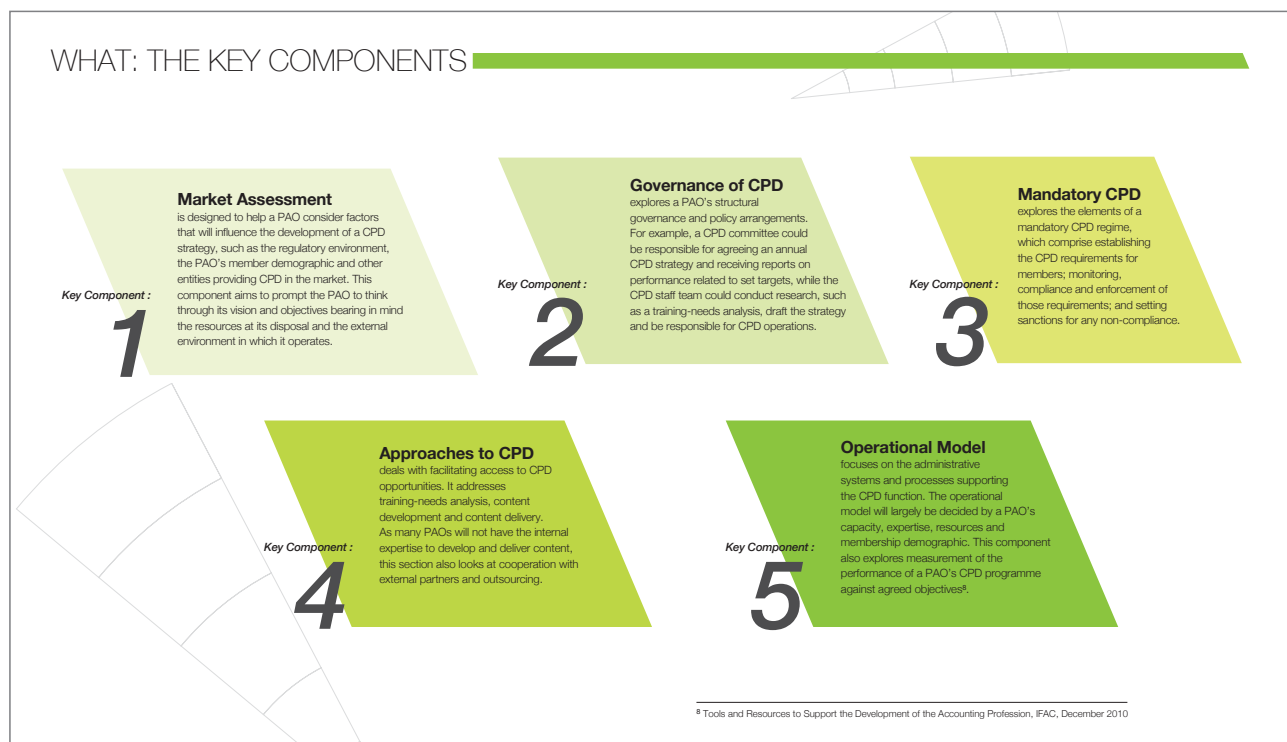 WHAT: THE KEY COMPONENTS
Key Component :
1
Market Assessment
is designed to help a PAO consider factors
that will influence the development of a CPD
strategy, such as the regulatory environment,
the PAO's member demographic and other
entities providing CPD in the market. This
component aims to prompt the PAO to think
through its vision and objectives bearing in mind
the resources at its disposal and the external
environment in which it operates.
Key Component :
2
Governance of CPD
explores a PAO's structural
governance and policy arrangements.
For example, a CPD committee could
be responsible for agreeing an annual
CPD strategy and receiving reports on
performance related to set targets, while the
CPD staff team could conduct research, such
as a training-needs analysis, draft the strategy
and be responsible for CPD operations.
Key Component :
3
Mandatory CPD
explores the elements of a
mandatory CPD regime,
which comprise establishing
the CPD requirements for
members; monitoring,
compliance and enforcement of
those requirements; and setting
sanctions for any non-compliance.
Key Component :
4
Approaches to CPD
deals with facilitating access to CPD
opportunities. It addresses
training-needs analysis, content
development and content delivery.
As many PAOs will not have the internal
expertise to develop and deliver content,
this section also looks at cooperation with
external partners and outsourcing.
Key Component :
5
Operational Model
focuses on the administrative
systems and processes supporting
the CPD function. The operational
model will largely be decided by a PAO's
capacity, expertise, resources and
membership demographic. This component
also explores measurement of the
performance of a PAO's CPD programme
against agreed objectives⁸.
⁸ Tools and Resources to Support the Development of the Accounting Profession, IFAC, December 2010